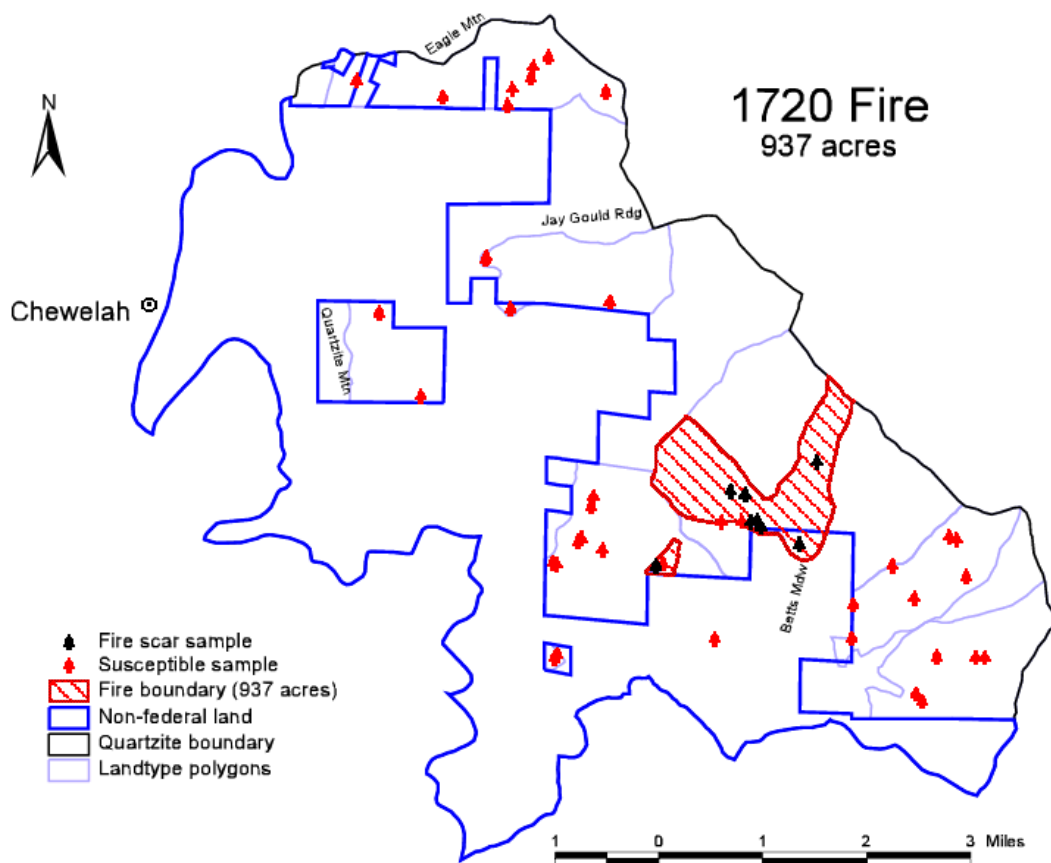 Eagle Mtn
N
1720 Fire
937 acres
Jay Gould Rdg
Chewelah
Quartzite Mtn
Betts Mdw
Fire scar sample
Susceptible sample
Fire boundary (937 acres)
Non-federal land
Quartzite boundary
Landtype polygons
1 0 1 2 3 Miles